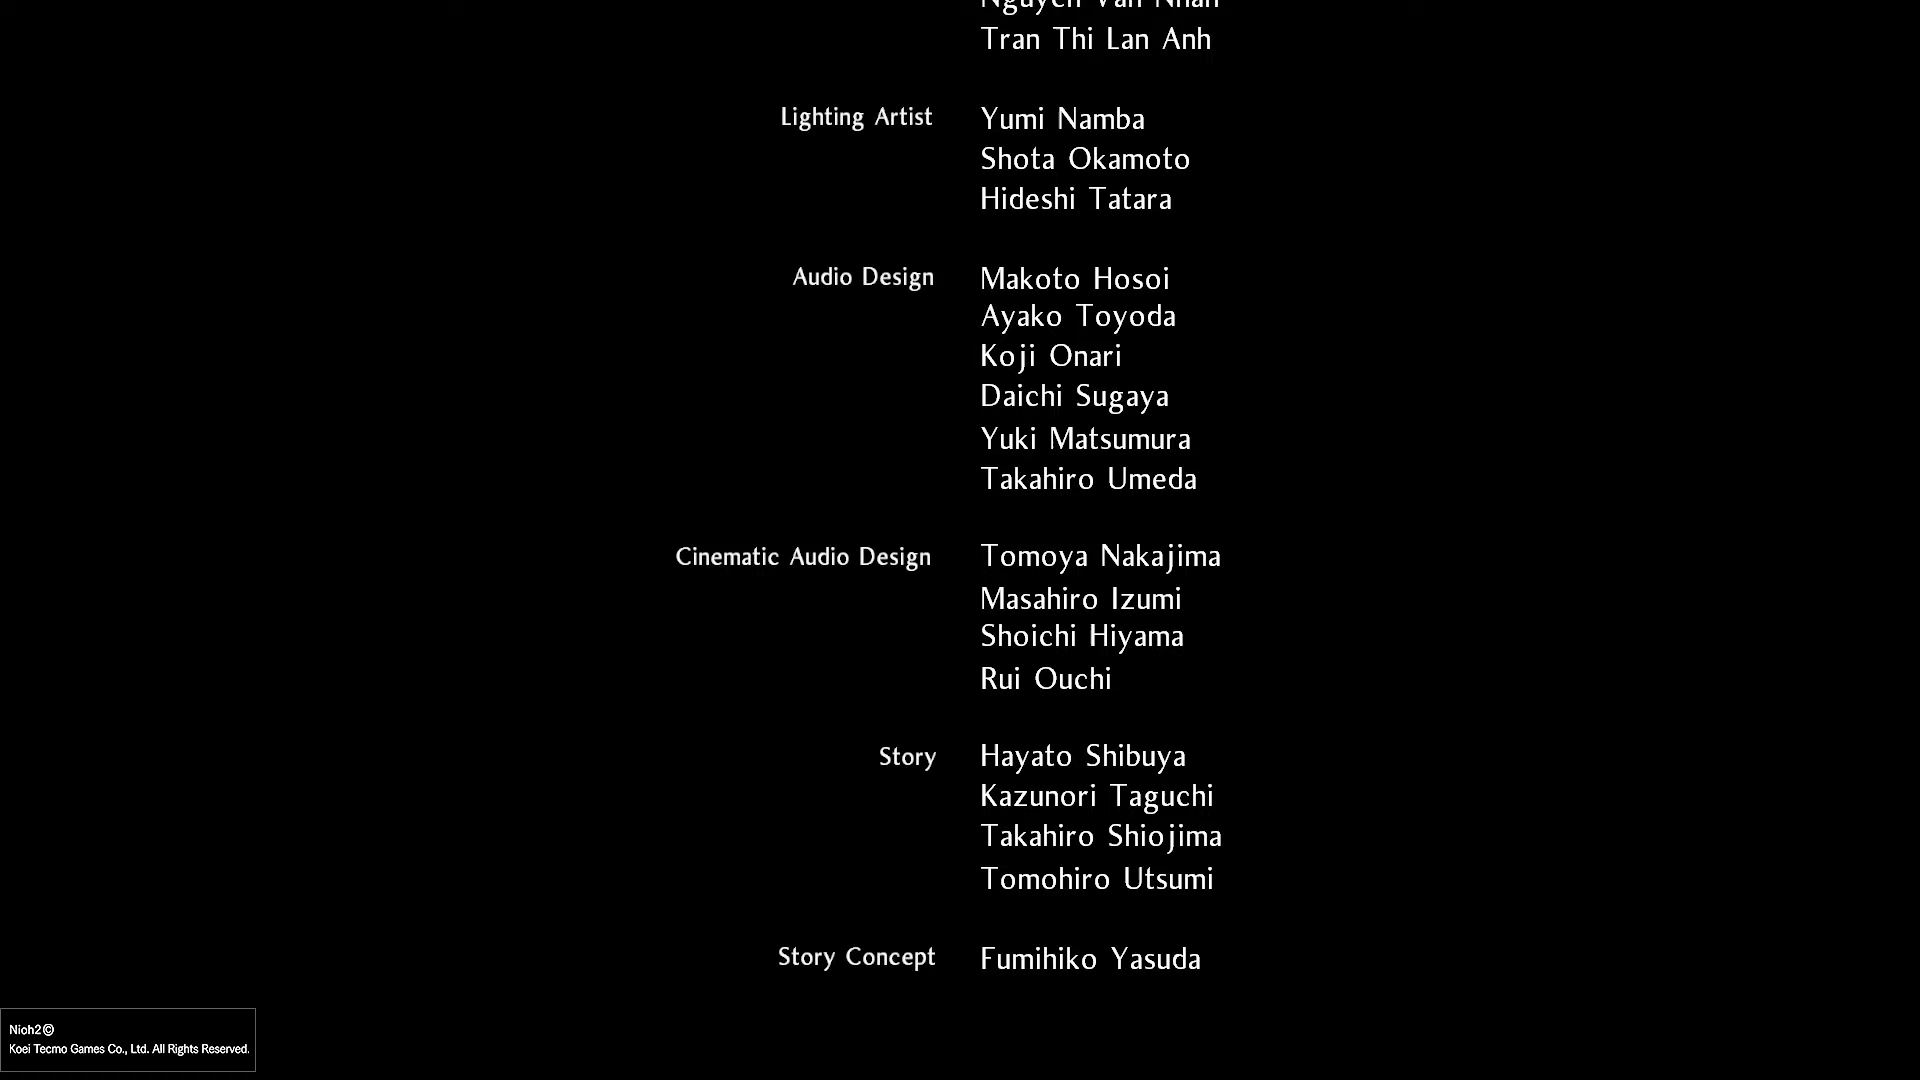 Nguyen Van Nhan
Tran Thi Lan Anh
Lighting Artist Yumi Namba
Shota Okamoto
Hideshi Tatara
Audio Design Makoto Hosoi
Ayako Toyoda
Koji Onari
Daichi Sugaya
Yuki Matsumura
Takahiro Umeda
Cinematic Audio Design Tomoya Nakajima
Masahiro Izumi
Shoichi Hiyama
Rui Ouchi
Story Hayato Shibuya
Kazunori Taguchi
Takahiro Shiojima
Tomohiro Utsumi
Story Concept Fumihiko Yasuda
Nioh2©
Koei Tecmo Games Co., Ltd. All Rights Reserved.